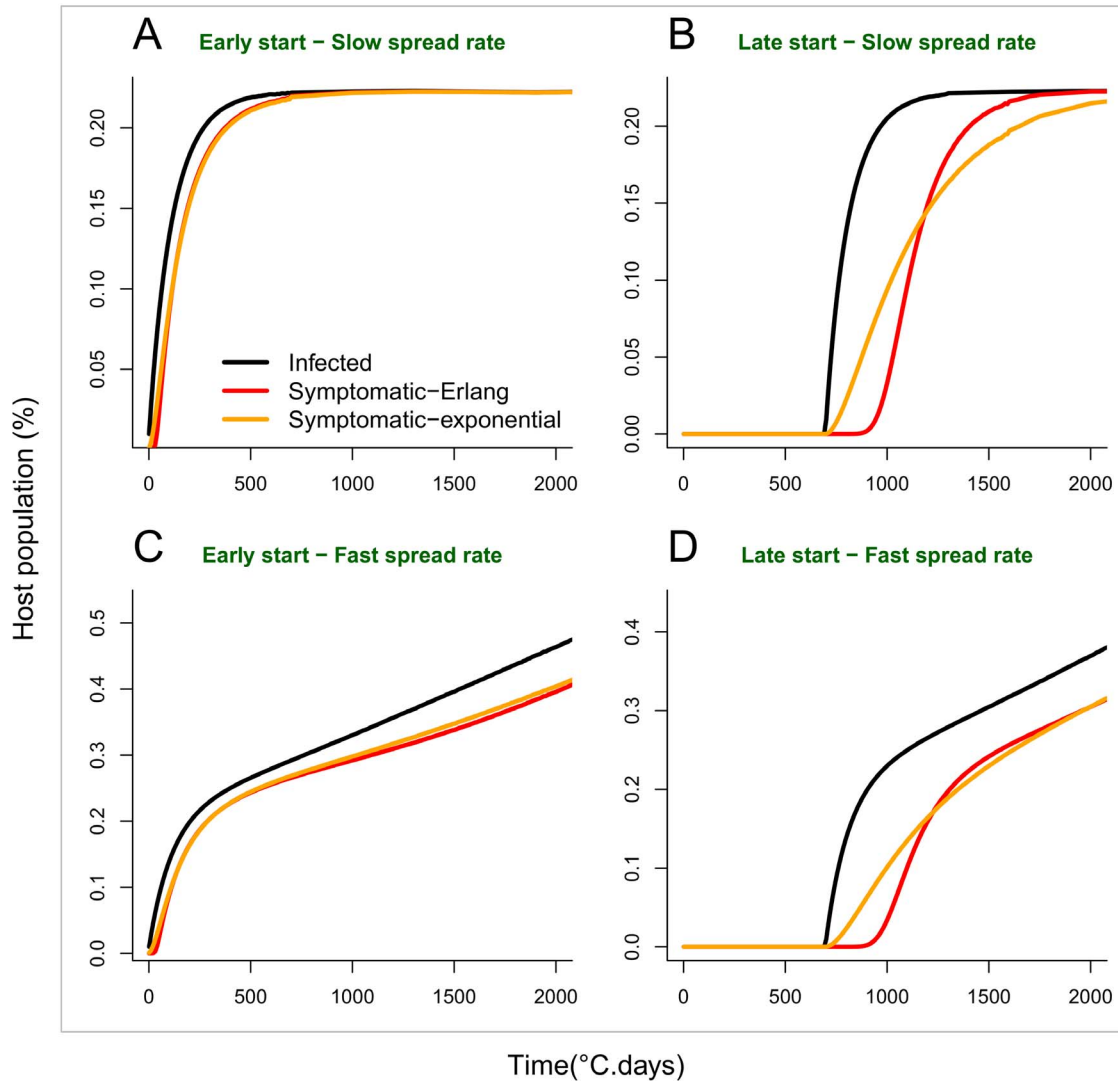 A Early start − Slow spread rate
B Late start − Slow spread rate
0.20
0.15
0.10
0.05
Infected
Symptomatic−Erlang
Symptomatic−exponential
0 500 1000 1500 2000
0.20
0.15
0.10
0.05
0.00
0 500 1000 1500 2000
Host population (%)
C Early start − Fast spread rate
D Late start − Fast spread rate
0.5
0.4
0.3
0.2
0.1
0.0
0 500 1000 1500 2000
0.4
0.3
0.2
0.1
0.0
0 500 1000 1500 2000
Time(°C.days)